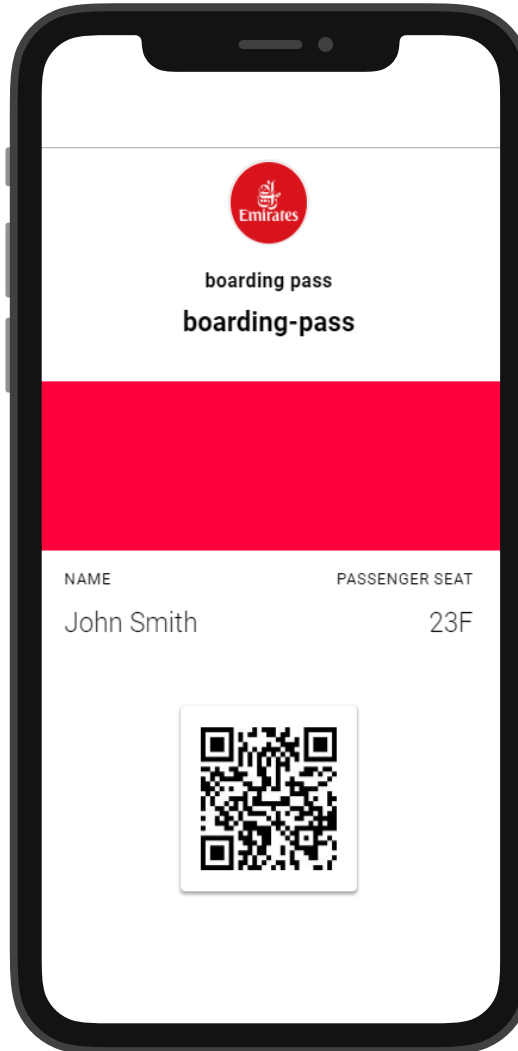 Emirates
boarding pass
boarding-pass
NAME
PASSENGER SEAT
John Smith
23F